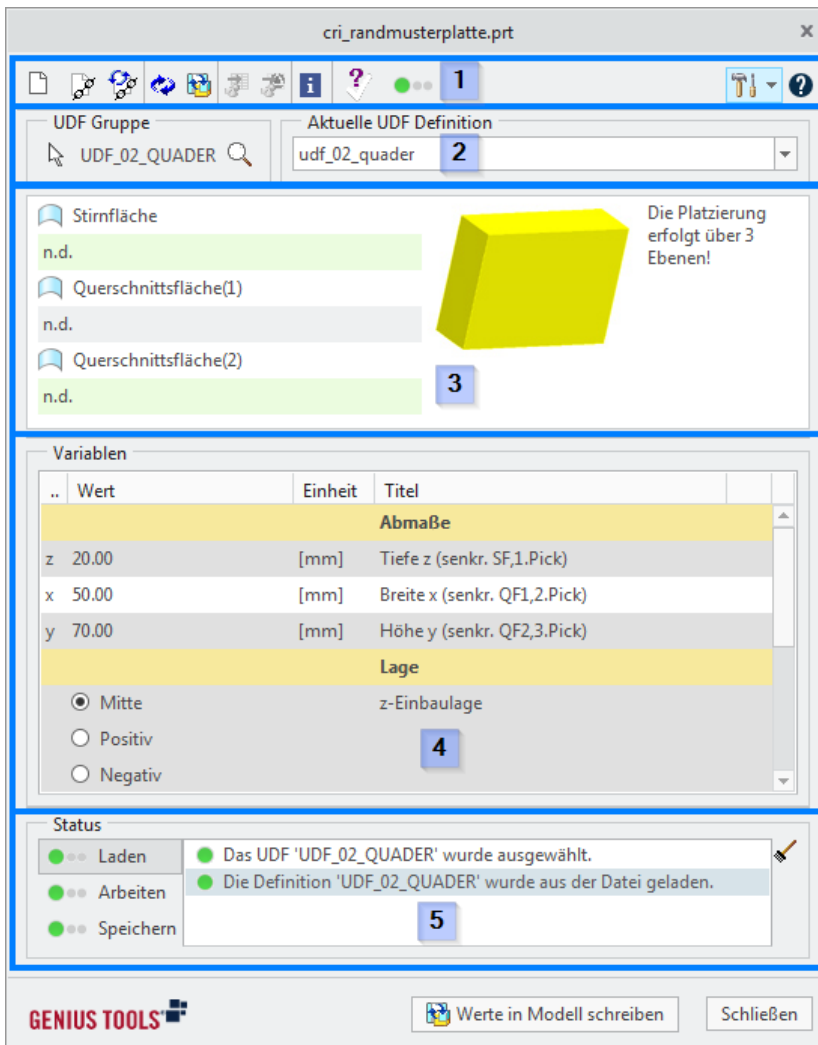 cri_randmusterplatte.prt
1
UDF Gruppe
Aktuelle UDF Definition
UDF_02_QUADER
udf_02_quader
2
Stirnfläche
n.d.
Querschnittsfläche(1)
n.d.
Querschnittsfläche(2)
n.d.
Die Platzierung
erfolgt über 3
Ebenen!
3
Variablen
.. Wert Einheit Titel
Abmaße
z 20.00 [mm] Tiefe z (senkr. SF,1.Pick)
x 50.00 [mm] Breite x (senkr. QF1,2.Pick)
y 70.00 [mm] Höhe y (senkr. QF2,3.Pick)
Lage
Mitte z-Einbaulage
Positiv
Negativ
4
Status
Laden
Arbeiten
Speichern
Das UDF 'UDF_02_QUADER' wurde ausgewählt.
Die Definition 'UDF_02_QUADER' wurde aus der Datei geladen.
5
GENIUS TOOLS
Werte in Modell schreiben
Schließen